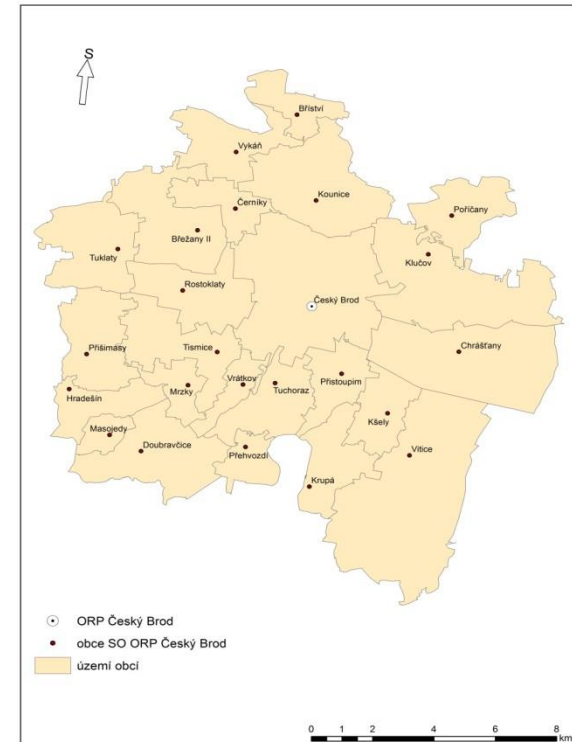 S
Bříství
Vykáň
Kounice
Černíky
Poříčany
Břežany II
Tuklaty
Klučov
Rostoklaty
Český Brod
Tismice
Chrášťany
Přišimasy
Vrátkov
Přistoupim
Mrzky
Tuchoraz
Hradešín
Kšely
Masojedy
Doubravčice
Přehvozdí
Vitice
Krupá
ORP Český Brod
obce SO ORP Český Brod
území obcí
0 1 2 4 6 8
km